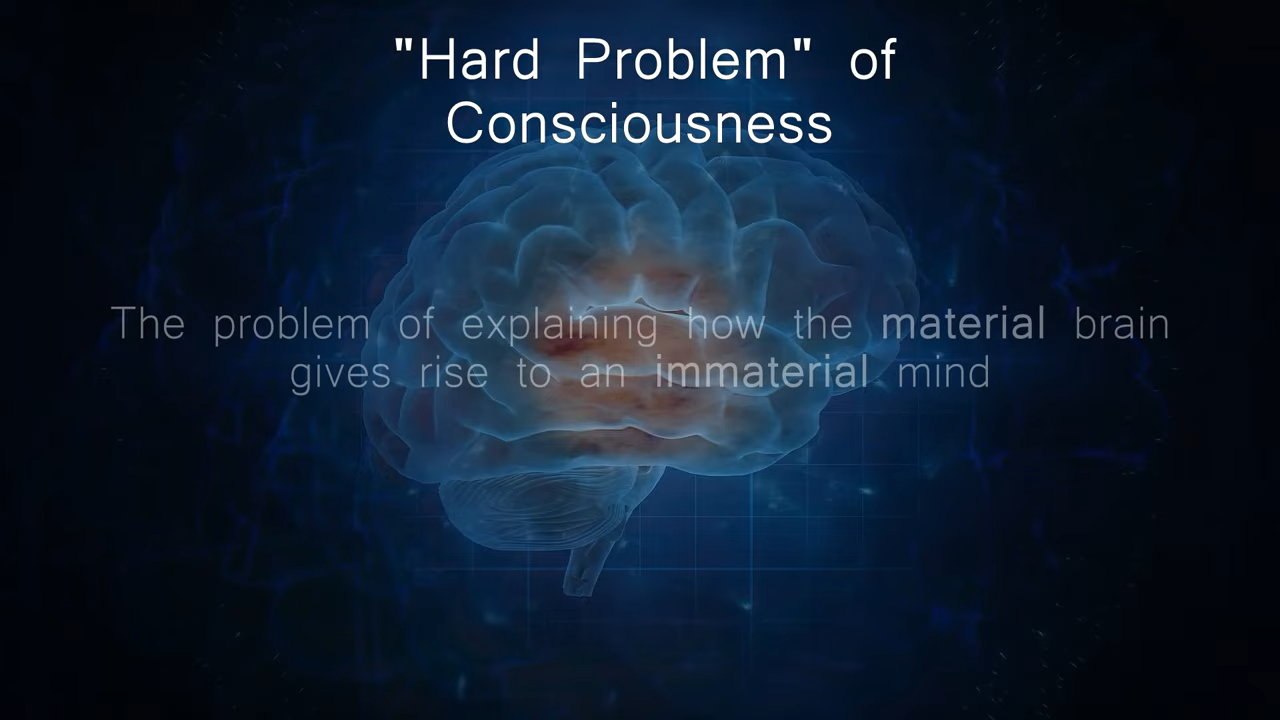 "Hard Problem" of
Consciousness
The problem of explaining how the material brain
gives rise to an immaterial mind